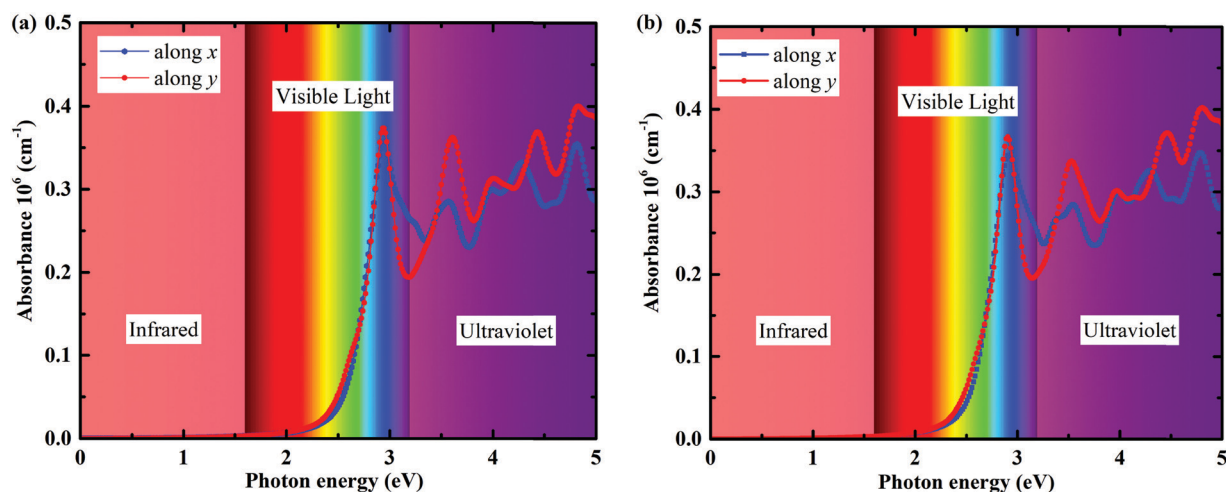 (a)
0.5
0.4
0.3
0.2
0.1
0.0
Absorbance 10⁶ (cm⁻¹)
along x
along y
Visible Light
Infrared
Ultraviolet
0 1 2 3 4 5
Photon energy (eV)
(b)
0.5
0.4
0.3
0.2
0.1
0.0
Absorbance 10⁶ (cm⁻¹)
along x
along y
Visible Light
Infrared
Ultraviolet
0 1 2 3 4 5
Photon energy (eV)